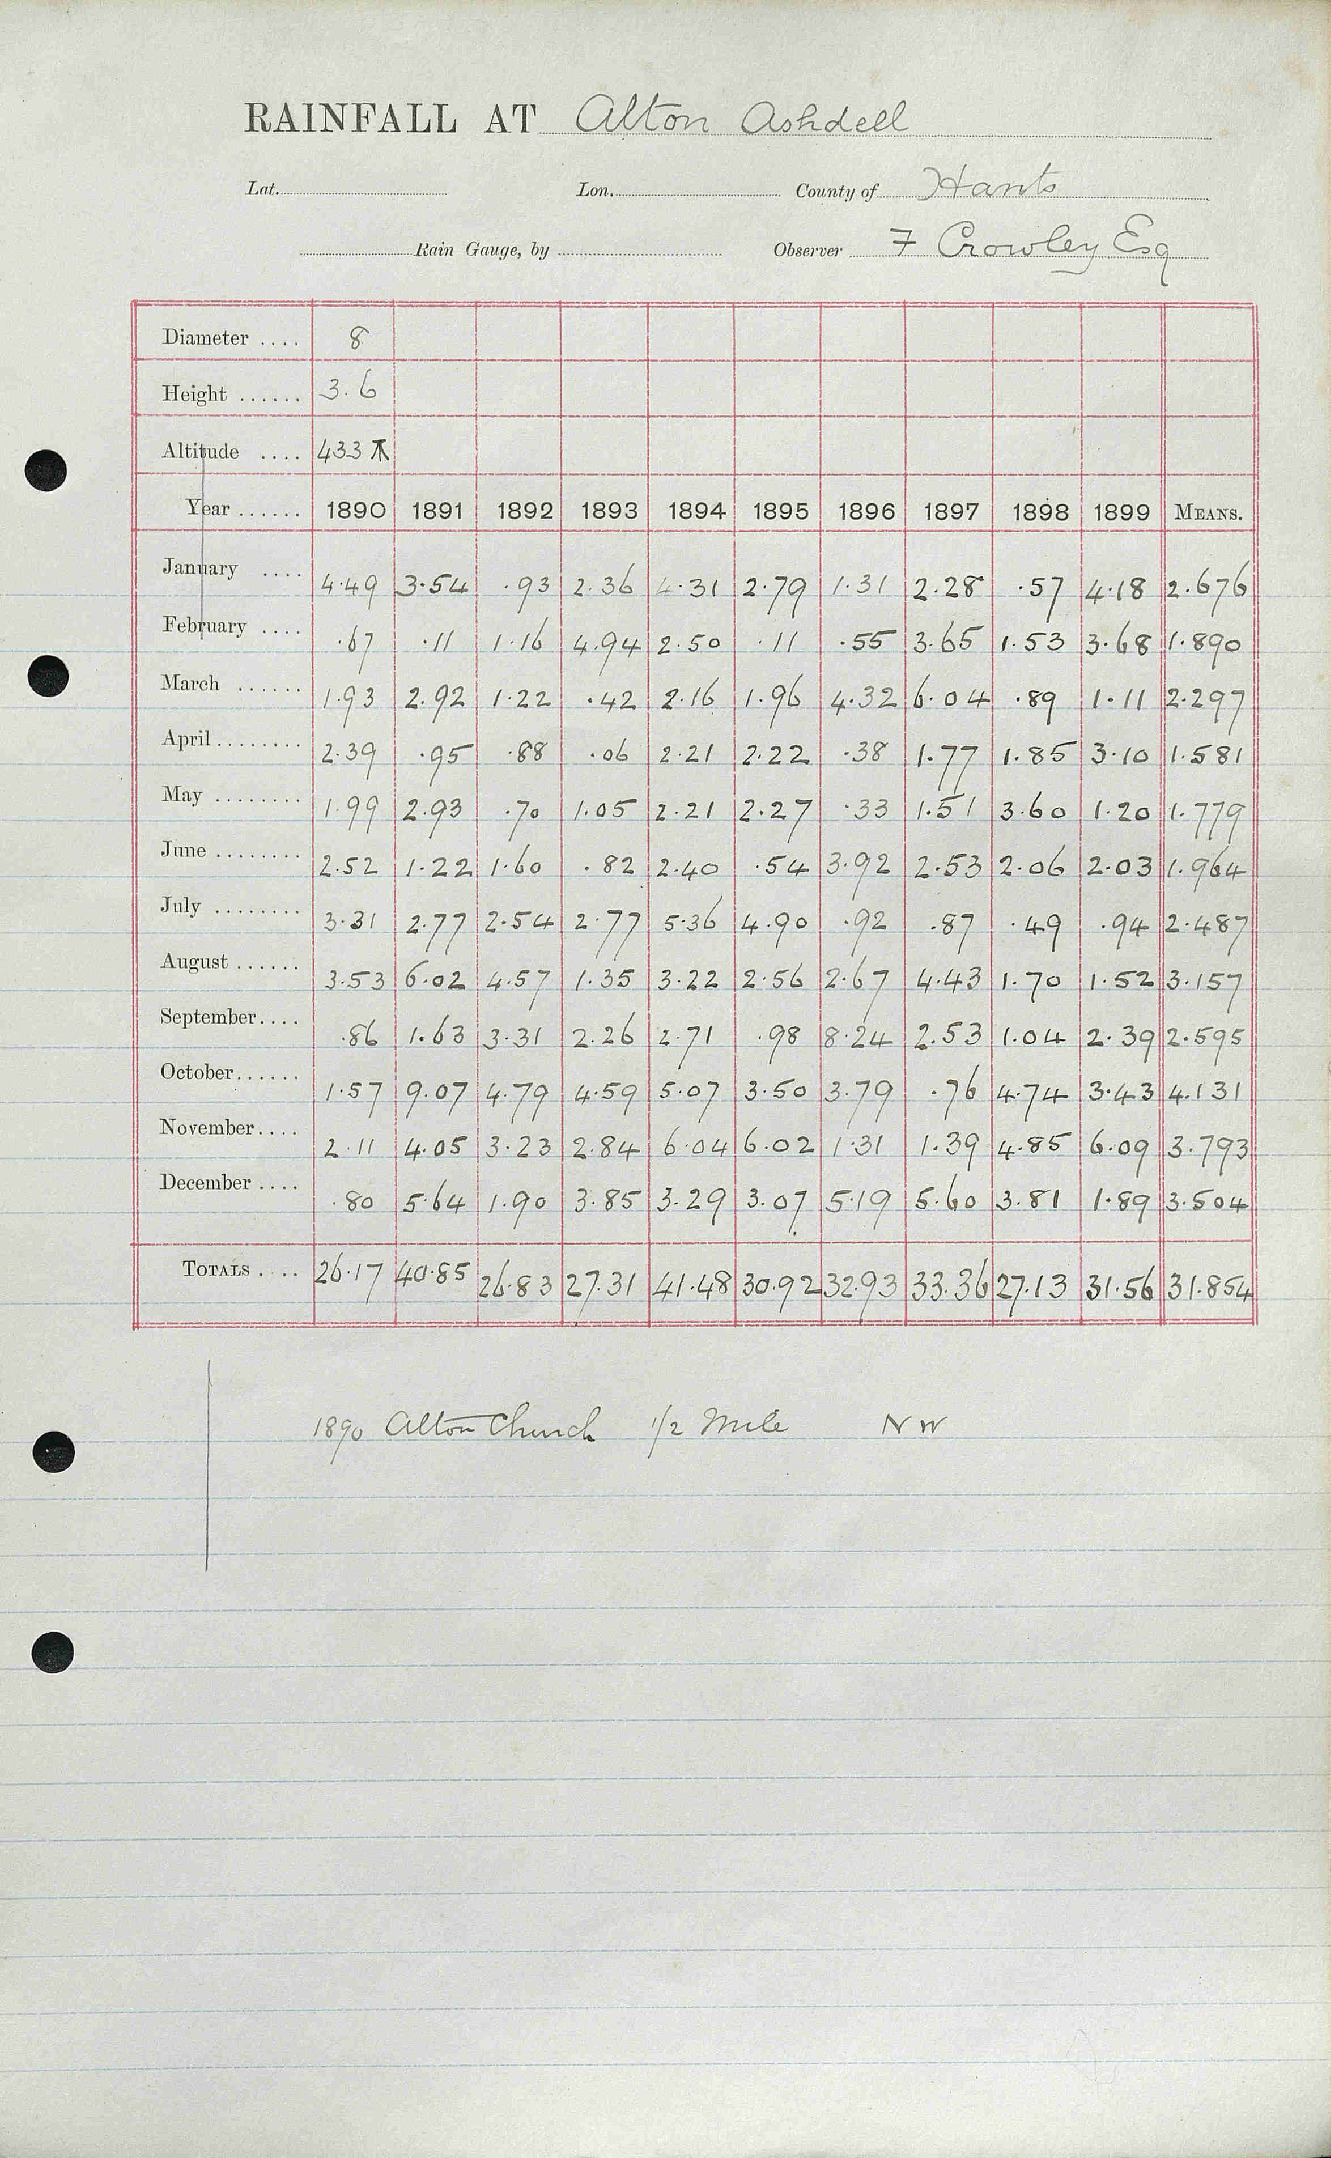 RAINFALL AT Alton Ashdell
Lat. Lon. County of Hants
Rain Gauge, by Observer F Crowley Esq
Diameter .... 8
Height ...... 3.6
Altitude .... 433
Year ...... 1890 1891 1892 1893 1894 1895 1896 1897 1898 1899 MEANS.
January .... 4.49 3.54 .93 2.36 4.31 2.79 1.31 2.28 .57 4.18 2.676
February .... .67 .11 1.16 4.94 2.50 .11 .55 3.65 1.53 3.68 1.890
March ...... 1.93 2.92 1.22 .42 2.16 1.96 4.32 6.04 .89 1.11 2.297
April ........ 2.39 .95 .88 .06 2.21 2.22 .38 1.77 1.85 3.10 1.581
May ........ 1.99 2.93 .70 1.05 2.21 2.27 .33 1.51 3.60 1.20 1.779
June ........ 2.52 1.22 1.60 .82 2.40 .54 3.92 2.53 2.06 2.03 1.964
July ........ 3.31 2.77 2.54 2.77 5.36 4.90 .92 .87 .49 .94 2.487
August ...... 3.53 6.02 4.57 1.35 3.22 2.56 2.67 4.43 1.70 1.52 3.157
September.... .86 1.63 3.31 2.26 2.71 .98 8.24 2.53 1.04 2.39 2.595
October...... 1.57 9.07 4.79 4.59 5.07 3.50 3.79 .76 4.74 3.43 4.131
November.... 2.11 4.05 3.23 2.84 6.04 6.02 1.31 1.39 4.85 6.09 3.793
December .... .80 5.64 1.90 3.85 3.29 3.07 5.19 5.60 3.81 1.89 3.504
TOTALS .... 26.17 40.85 26.83 27.31 41.48 30.92 32.93 33.36 27.13 31.56 31.854
1890 Alton Church 1/2 Mile NW